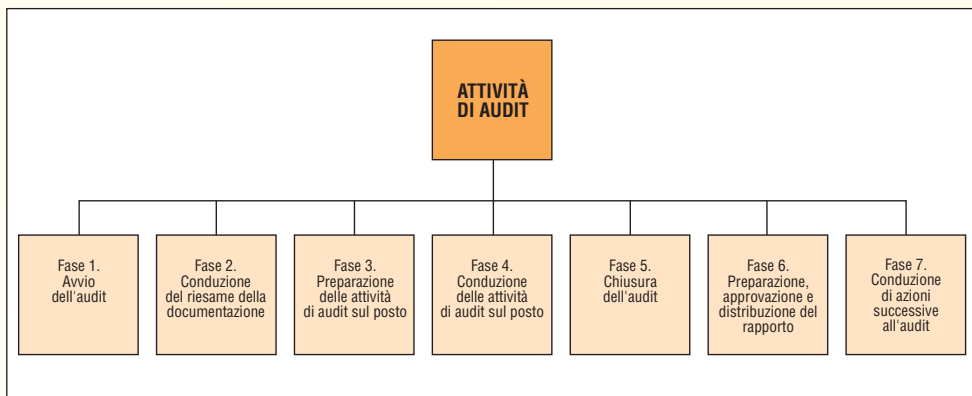 ATTIVITÀ
DI AUDIT
Fase 1.
Avvio
dell'audit
Fase 2.
Conduzione
del riesame della
documentazione
Fase 3.
Preparazione
delle attività
di audit sul posto
Fase 4.
Conduzione
delle attività
di audit sul posto
Fase 5.
Chiusura
dell'audit
Fase 6.
Preparazione,
approvazione e
distribuzione del
rapporto
Fase 7.
Conduzione
di azioni
successive
all'audit